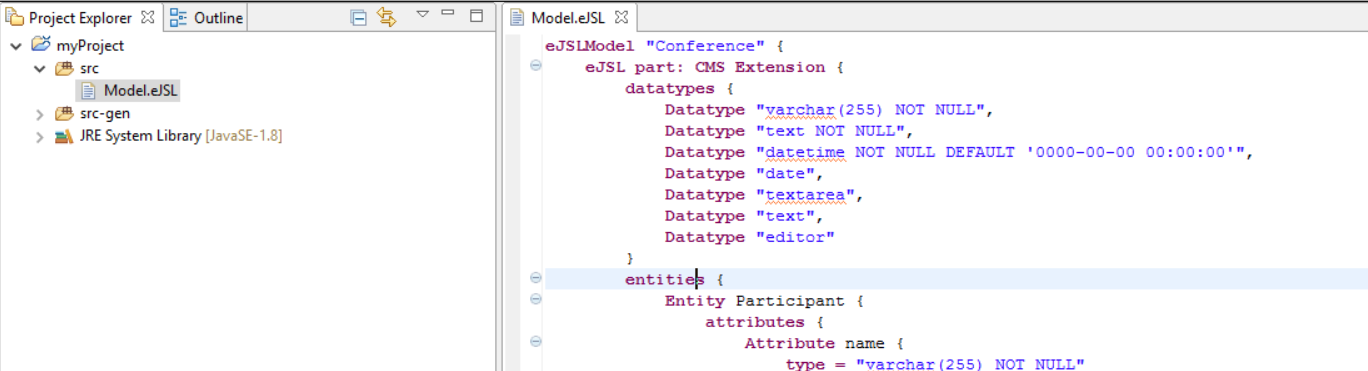 Project Explorer
Outline
myProject
src
Model.eJSL
src-gen
JRE System Library [JavaSE-1.8]
Model.eJSL
eJSLModel "Conference" {
eJSL part: CMS Extension {
datatypes {
Datatype "varchar(255) NOT NULL",
Datatype "text NOT NULL",
Datatype "datetime NOT NULL DEFAULT '0000-00-00 00:00:00'",
Datatype "date",
Datatype "textarea",
Datatype "text",
Datatype "editor"
}
entities {
Entity Participant {
attributes {
Attribute name {
type = "varchar(255) NOT NULL"